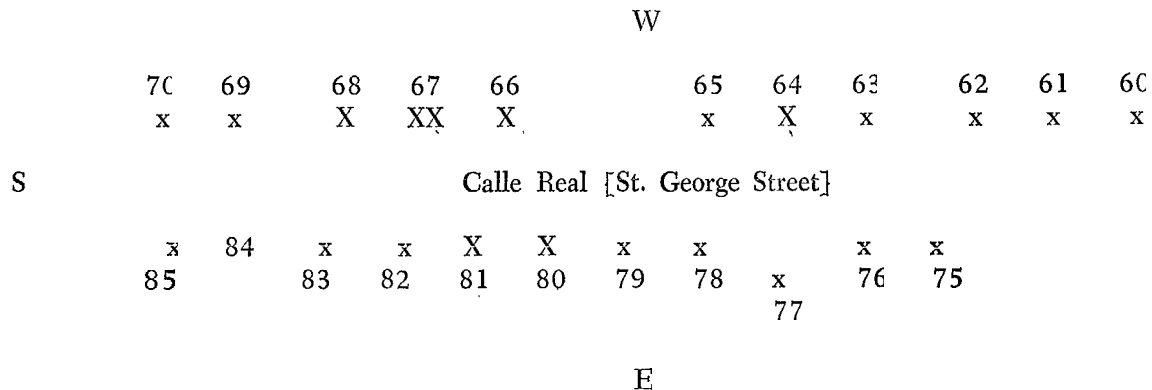 W
70 69 68 67 66 65 64 63 62 61 60
x x X XX X x X x x x x
S Calle Real [St. George Street]
x 84 x x X X x x x x
85 83 82 81 80 79 78 x 76 75
77
E